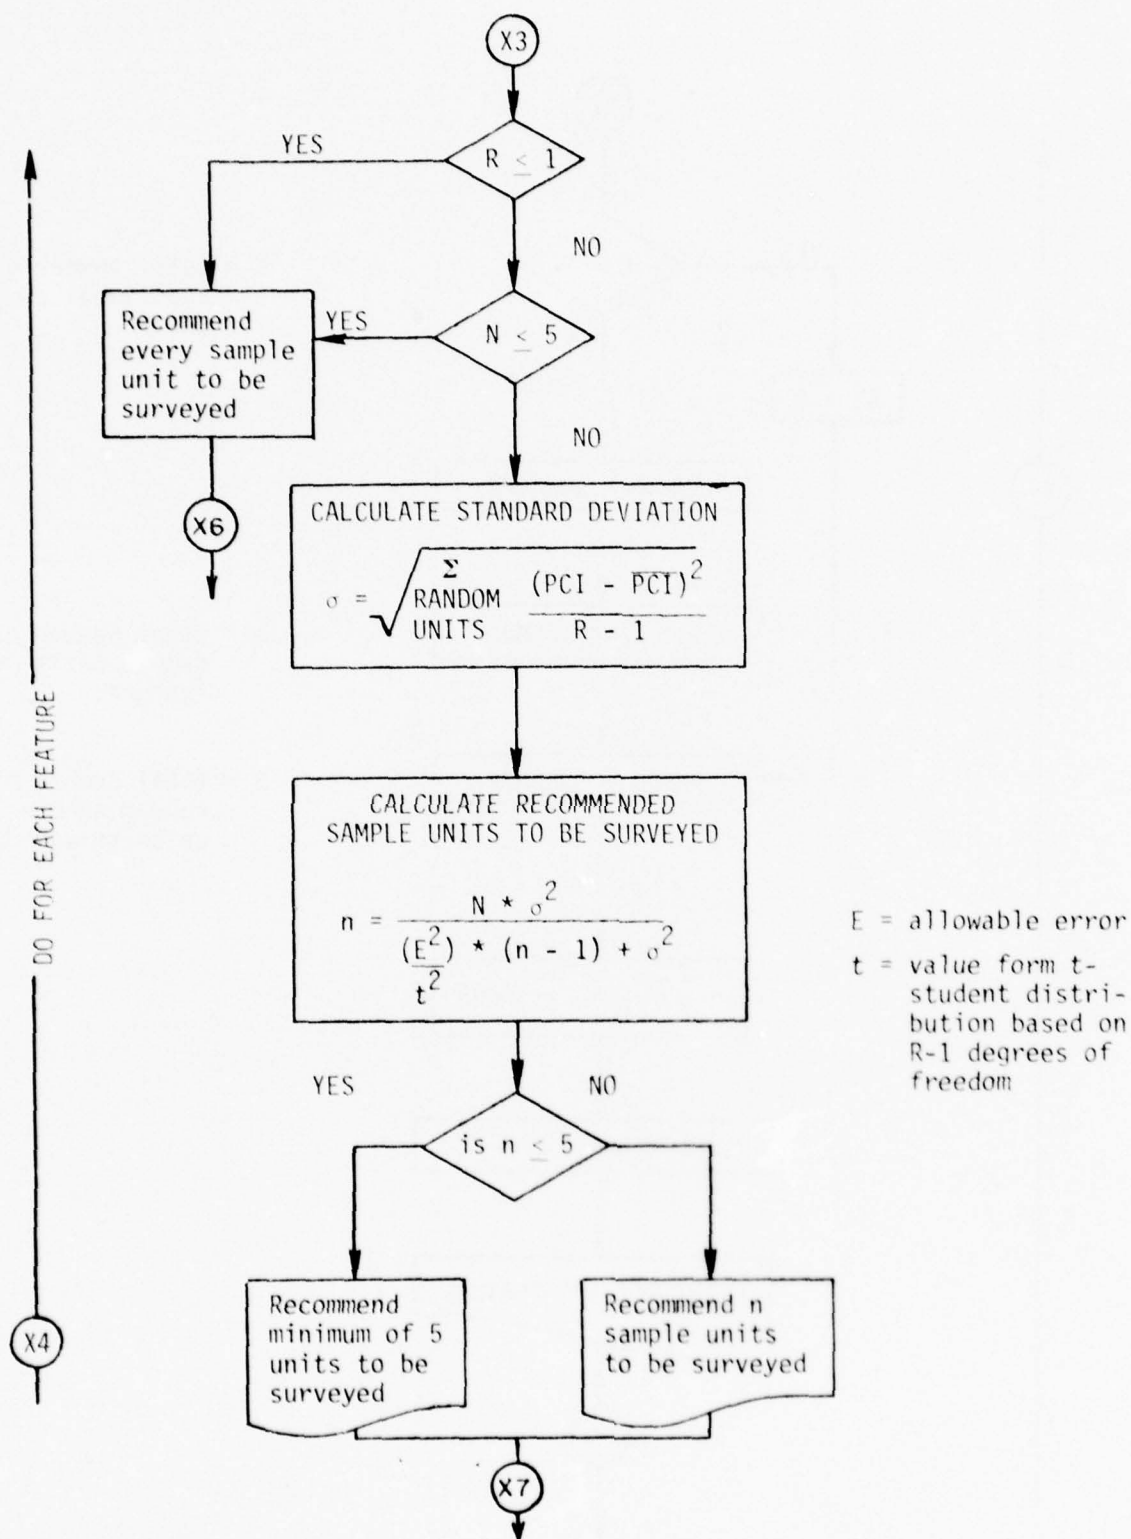 X3
YES
R ≤ 1
NO
Recommend
every sample
unit to be
surveyed
YES
N ≤ 5
NO
X6
CALCULATE STANDARD DEVIATION
σ = √ Σ RANDOM UNITS (PCI - P̅C̅I̅)² / R - 1
DO FOR EACH FEATURE
CALCULATE RECOMMENDED
SAMPLE UNITS TO BE SURVEYED
n = N * σ² / (E²/t²) * (n - 1) + σ²
E = allowable error
t = value form t-
student distri-
bution based on
R-1 degrees of
freedom
YES
NO
is n ≤ 5
X4
Recommend
minimum of 5
units to be
surveyed
Recommend n
sample units
to be surveyed
X7